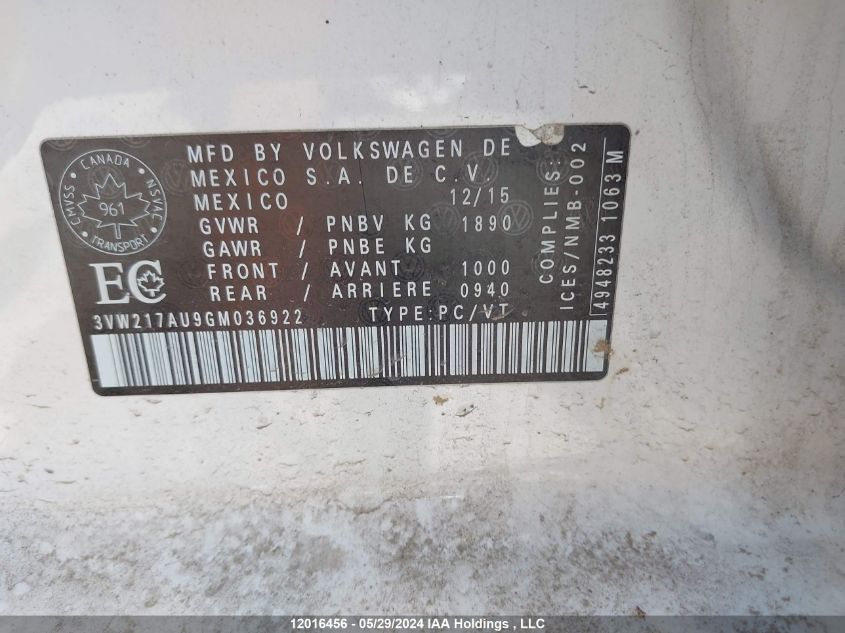 CANADA
CMVSS
NSVAC
961
TRANSPORT
MFD BY VOLKSWAGEN DE
MEXICO S.A. DE C.V.
MEXICO 12/15
GVWR / PNBV KG 1890
GAWR / PNBE KG
FRONT / AVANT 1000
REAR / ARRIERE 0940
EC
3VW217AU9GM036922 TYPE:PC/VT
COMPLIES:
ICES/NMB-002
4948233 1063 M
12016456 - 05/29/2024 IAA Holdings , LLC